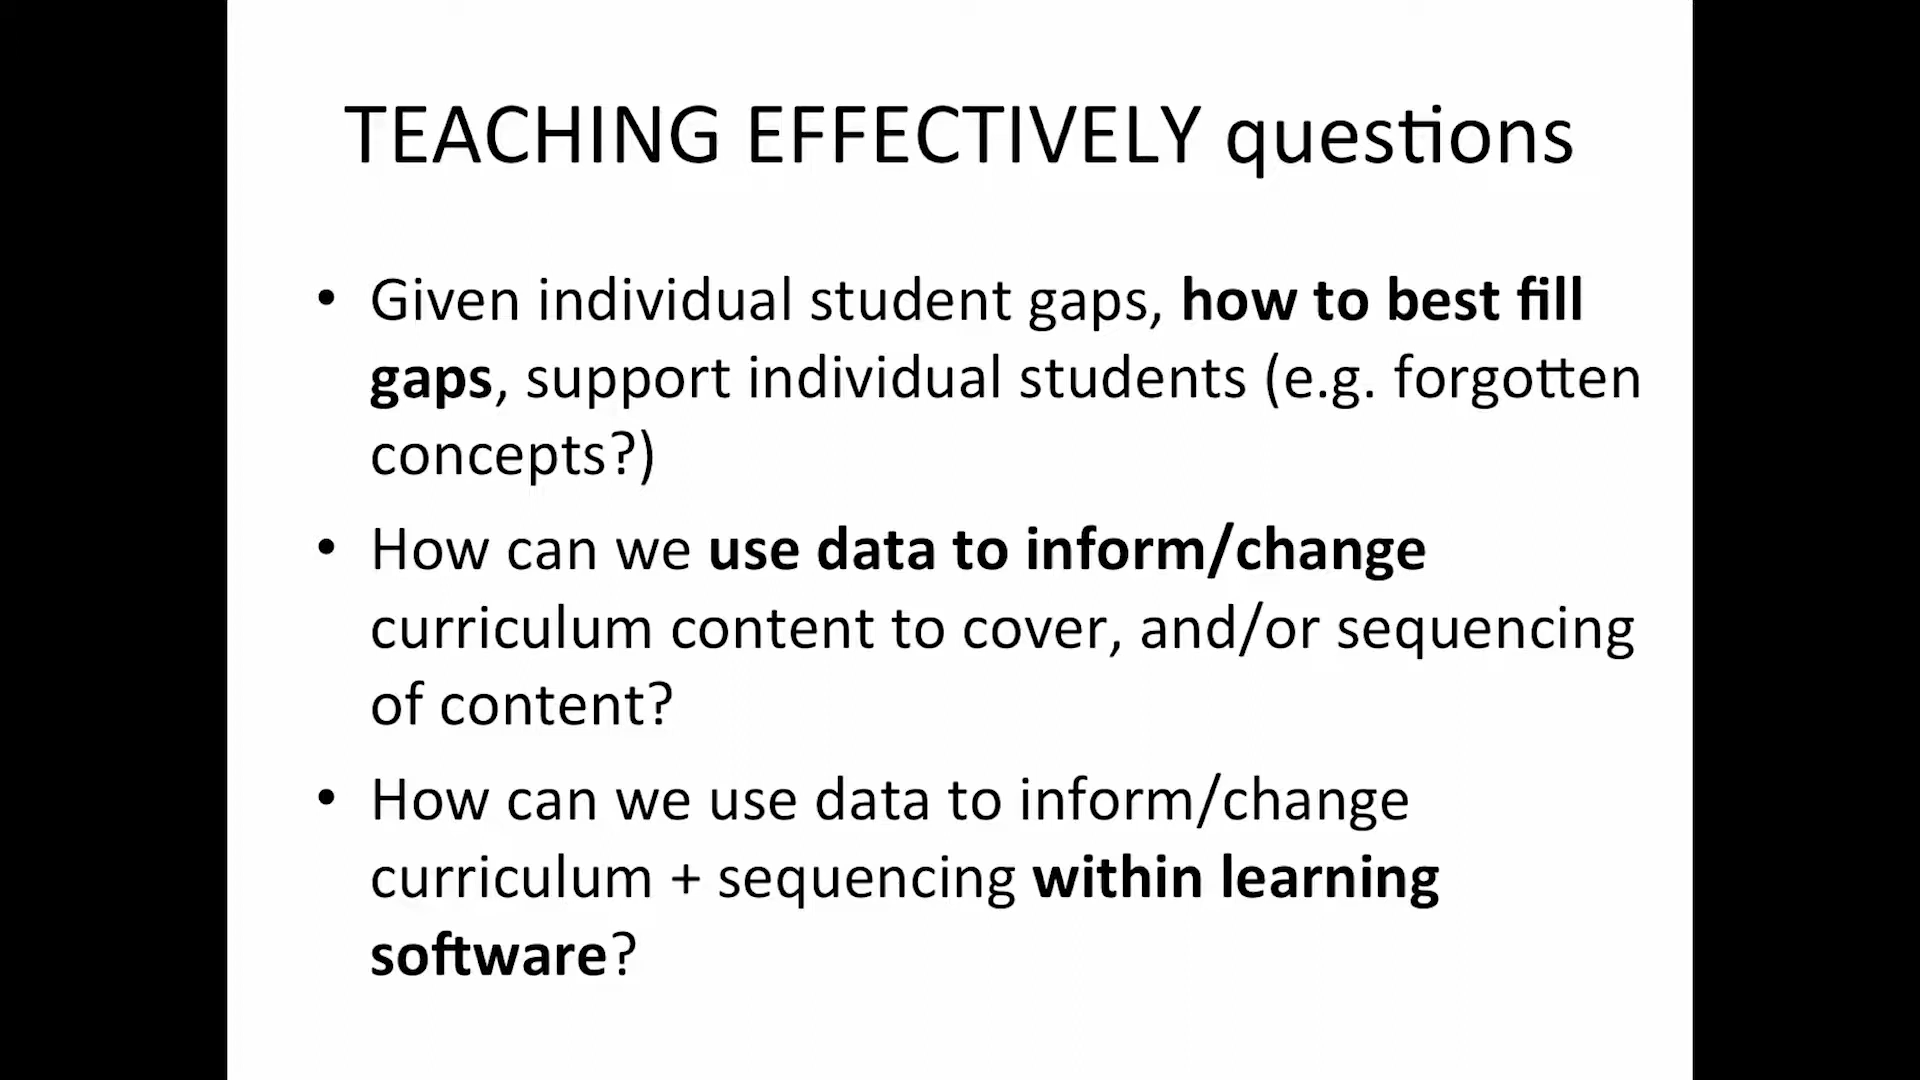 TEACHING EFFECTIVELY questions
• Given individual student gaps, how to best fill
gaps, support individual students (e.g. forgotten
concepts?)
• How can we use data to inform/change
curriculum content to cover, and/or sequencing
of content?
• How can we use data to inform/change
curriculum + sequencing within learning
software?